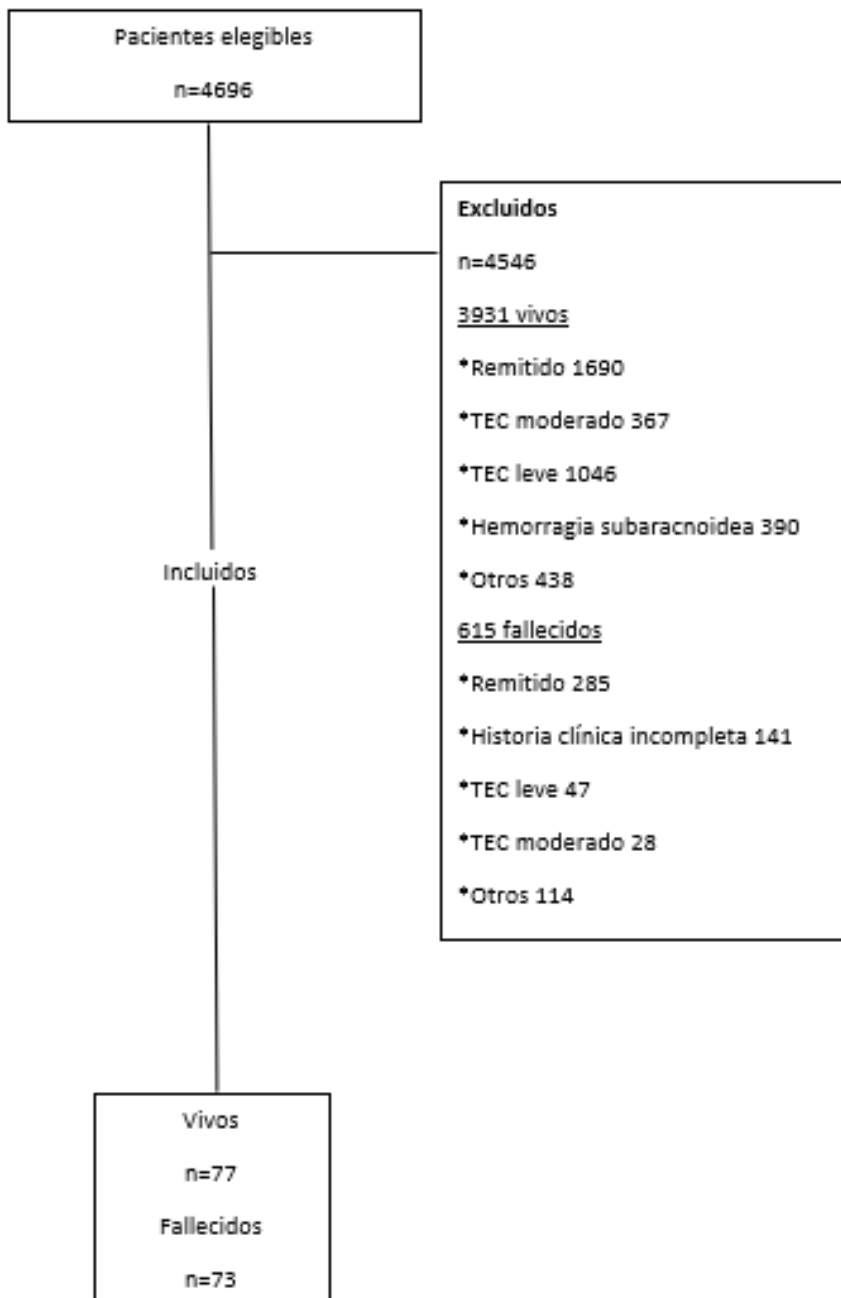 Pacientes elegibles
n=4696
Excluidos
n=4546
3931 vivos
*Remitido 1690
*TEC moderado 367
*TEC leve 1046
*Hemorragia subaracnoidea 390
*Otros 438
615 fallecidos
*Remitido 285
*Historia clínica incompleta 141
*TEC leve 47
*TEC moderado 28
*Otros 114
Incluidos
Vivos
n=77
Fallecidos
n=73